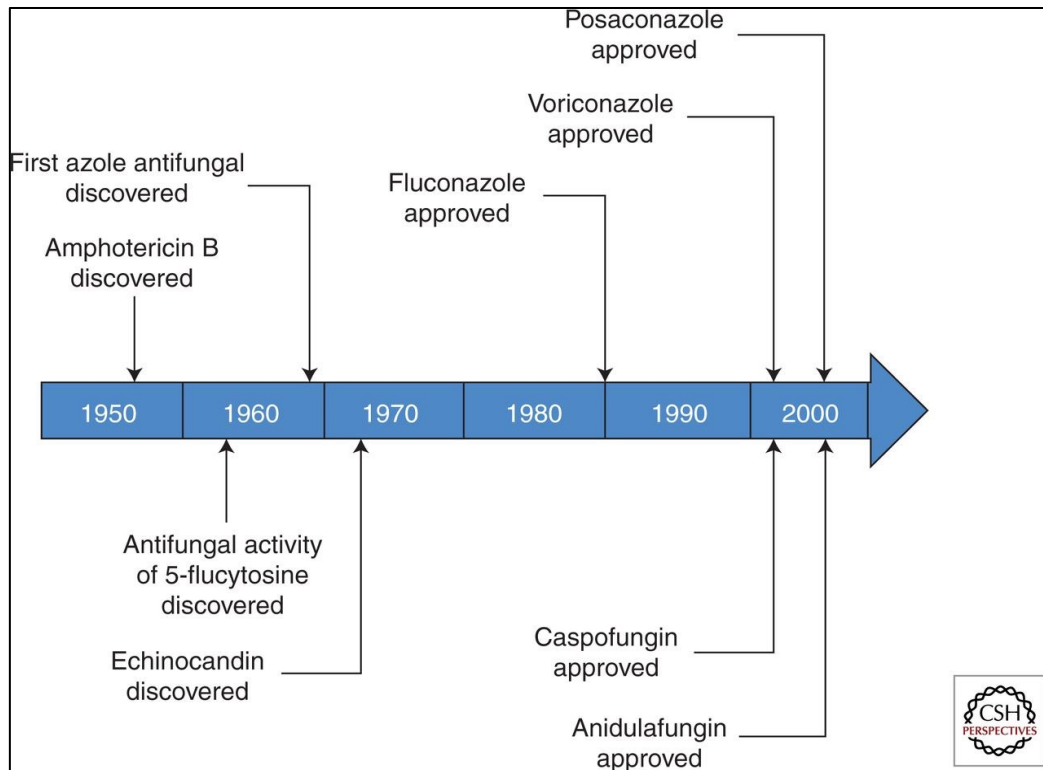 Posaconazole
approved
Voriconazole
approved
First azole antifungal
discovered
Fluconazole
approved
Amphotericin B
discovered
1950
1960
1970
1980
1990
2000
Antifungal activity
of 5-flucytosine
discovered
Echinocandin
discovered
Caspofungin
approved
Anidulafungin
approved
CSH
PERSPECTIVES